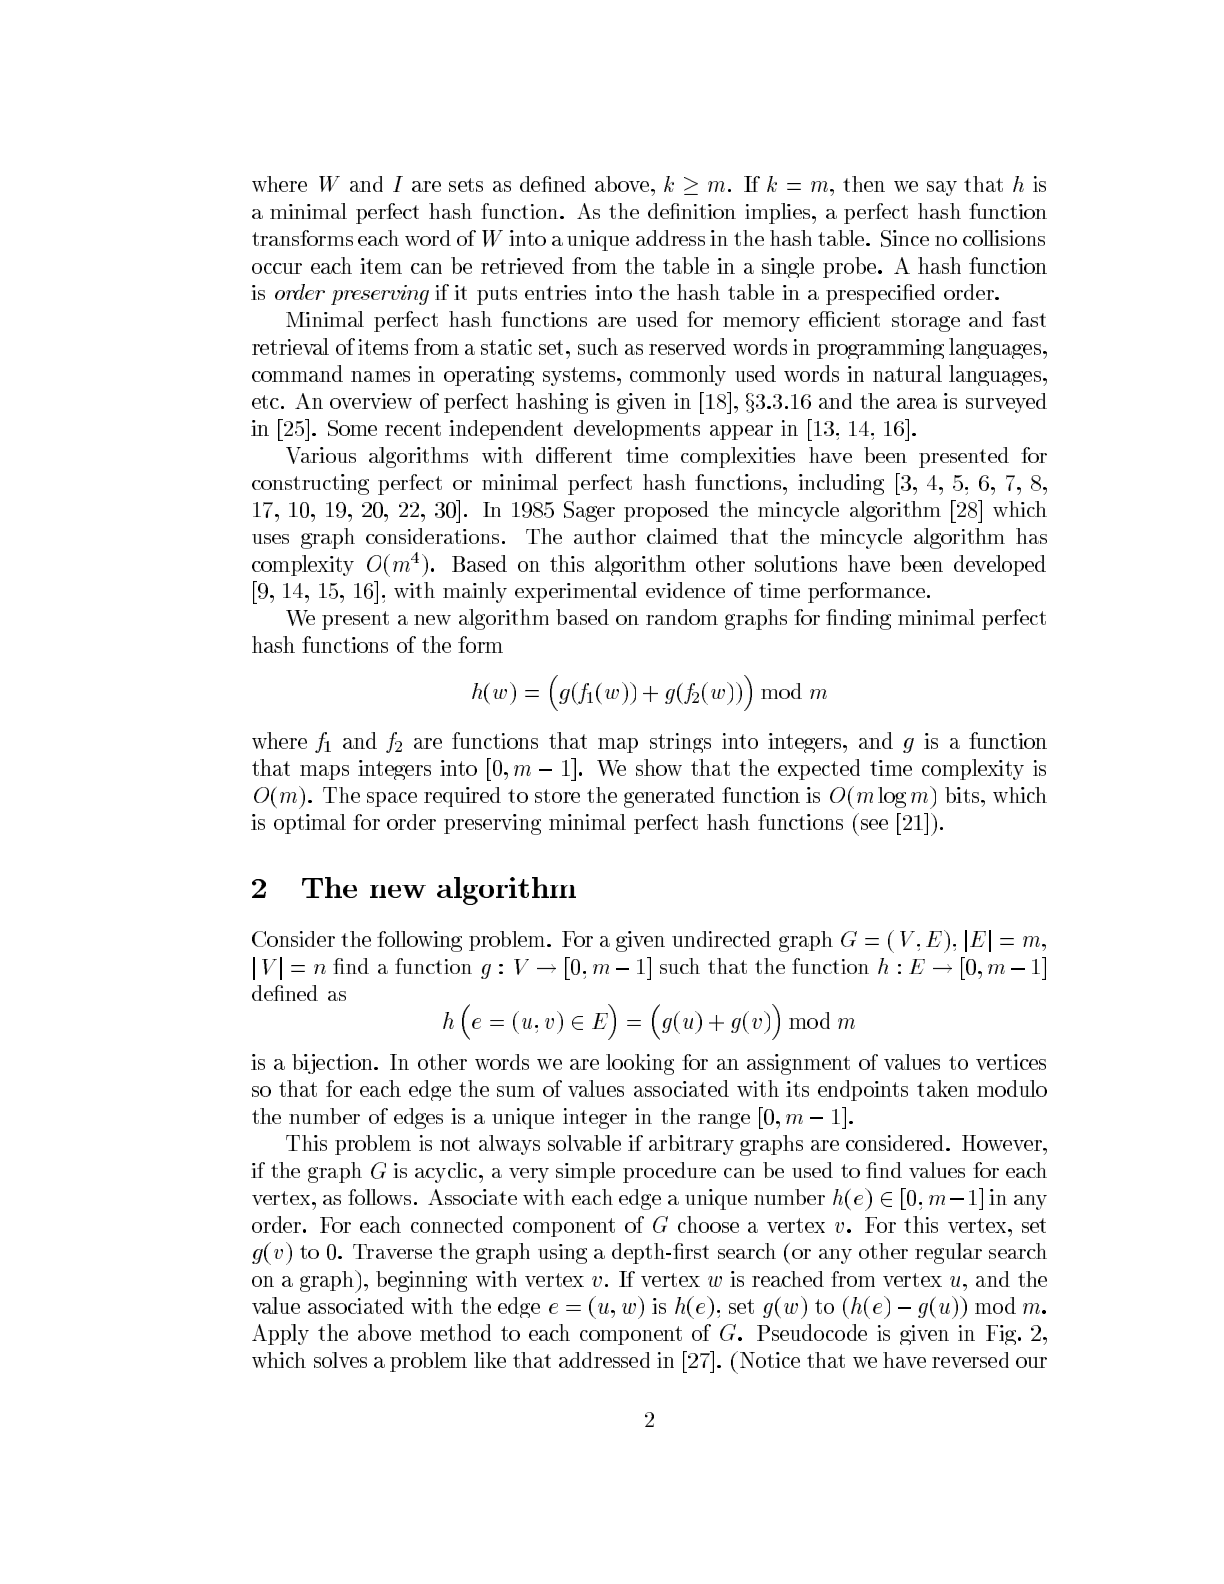 where W and I are sets as defined above, k ≥ m. If k = m, then we say that h is
a minimal perfect hash function. As the definition implies, a perfect hash function
transforms each word of W into a unique address in the hash table. Since no collisions
occur each item can be retrieved from the table in a single probe. A hash function
is order preserving if it puts entries into the hash table in a prespecified order.
Minimal perfect hash functions are used for memory efficient storage and fast
retrieval of items from a static set, such as reserved words in programming languages,
command names in operating systems, commonly used words in natural languages,
etc. An overview of perfect hashing is given in [18], §3.3.16 and the area is surveyed
in [25]. Some recent independent developments appear in [13, 14, 16].
Various algorithms with different time complexities have been presented for
constructing perfect or minimal perfect hash functions, including [3, 4, 5, 6, 7, 8,
17, 10, 19, 20, 22, 30]. In 1985 Sager proposed the mincycle algorithm [28] which
uses graph considerations. The author claimed that the mincycle algorithm has
complexity O(m⁴). Based on this algorithm other solutions have been developed
[9, 14, 15, 16], with mainly experimental evidence of time performance.
We present a new algorithm based on random graphs for finding minimal perfect
hash functions of the form
h(w) = (g(f₁(w)) + g(f₂(w))) mod m
where f₁ and f₂ are functions that map strings into integers, and g is a function
that maps integers into [0, m − 1]. We show that the expected time complexity is
O(m). The space required to store the generated function is O(m log m) bits, which
is optimal for order preserving minimal perfect hash functions (see [21]).
2 The new algorithm
Consider the following problem. For a given undirected graph G = (V, E), |E| = m,
|V| = n find a function g : V → [0, m − 1] such that the function h : E → [0, m − 1]
defined as
h (e = (u, v) ∈ E) = (g(u) + g(v)) mod m
is a bijection. In other words we are looking for an assignment of values to vertices
so that for each edge the sum of values associated with its endpoints taken modulo
the number of edges is a unique integer in the range [0, m − 1].
This problem is not always solvable if arbitrary graphs are considered. However,
if the graph G is acyclic, a very simple procedure can be used to find values for each
vertex, as follows. Associate with each edge a unique number h(e) ∈ [0, m − 1] in any
order. For each connected component of G choose a vertex v. For this vertex, set
g(v) to 0. Traverse the graph using a depth-first search (or any other regular search
on a graph), beginning with vertex v. If vertex w is reached from vertex u, and the
value associated with the edge e = (u, w) is h(e), set g(w) to (h(e) − g(u)) mod m.
Apply the above method to each component of G. Pseudocode is given in Fig. 2,
which solves a problem like that addressed in [27]. (Notice that we have reversed our
2